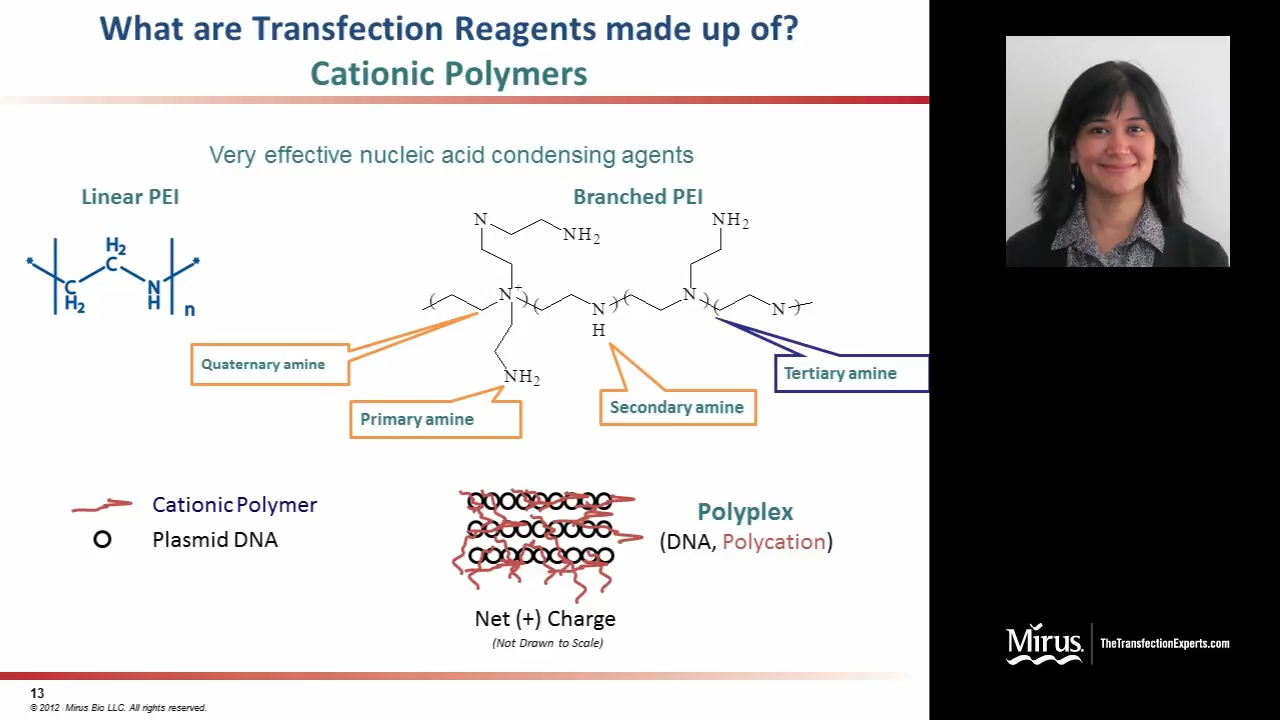 What are Transfection Reagents made up of?
Cationic Polymers
Very effective nucleic acid condensing agents
Linear PEI
Branched PEI
* C H2 C H2 N H * n
N NH2 NH2
N+ N H N N
NH2
Quaternary amine
Primary amine
Secondary amine
Tertiary amine
Cationic Polymer
Plasmid DNA
Polyplex
(DNA, Polycation)
Net (+) Charge
(Not Drawn to Scale)
13
© 2012 Mirus Bio LLC. All rights reserved.
Mirus. TheTransfectionExperts.com